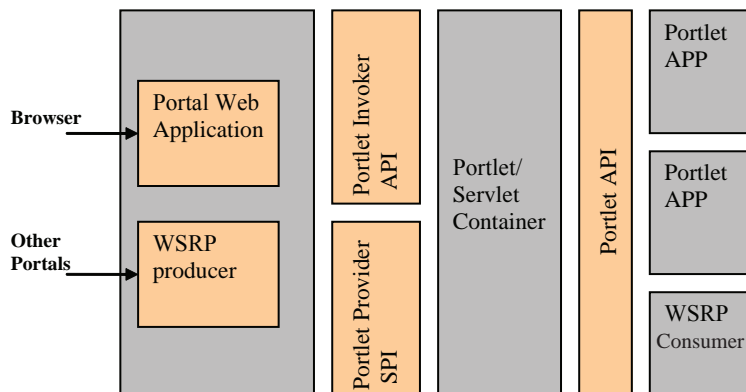 Browser
Other
Portals
Portal Web
Application
WSRP
producer
Portlet Invoker
API
Portlet Provider
SPI
Portlet/
Servlet
Container
Portlet API
Portlet
APP
Portlet
APP
WSRP
Consumer